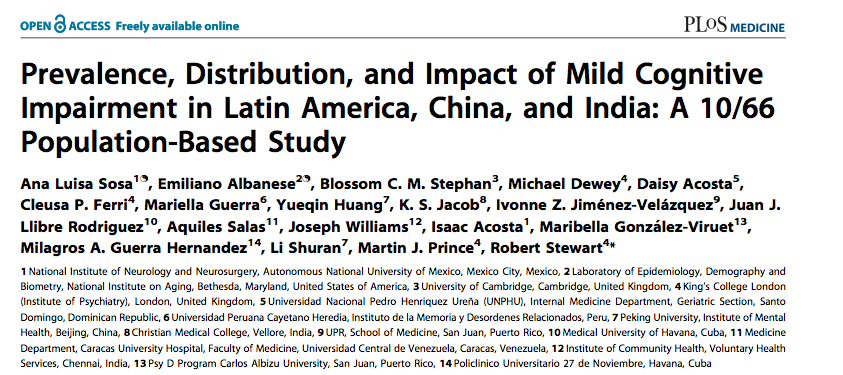 OPEN ACCESS Freely available online
PLoS MEDICINE
Prevalence, Distribution, and Impact of Mild Cognitive
Impairment in Latin America, China, and India: A 10/66
Population-Based Study
Ana Luisa Sosa1☯, Emiliano Albanese2☯, Blossom C. M. Stephan3, Michael Dewey4, Daisy Acosta5,
Cleusa P. Ferri4, Mariella Guerra6, Yueqin Huang7, K. S. Jacob8, Ivonne Z. Jiménez-Velázquez9, Juan J.
Llibre Rodriguez10, Aquiles Salas11, Joseph Williams12, Isaac Acosta1, Maribella González-Viruet13,
Milagros A. Guerra Hernandez14, Li Shuran7, Martin J. Prince4, Robert Stewart4*
1 National Institute of Neurology and Neurosurgery, Autonomous National University of Mexico, Mexico City, Mexico, 2 Laboratory of Epidemiology, Demography and
Biometry, National Institute on Aging, Bethesda, Maryland, United States of America, 3 University of Cambridge, Cambridge, United Kingdom, 4 King's College London
(Institute of Psychiatry), London, United Kingdom, 5 Universidad Nacional Pedro Henriquez Ureña (UNPHU), Internal Medicine Department, Geriatric Section, Santo
Domingo, Dominican Republic, 6 Universidad Peruana Cayetano Heredia, Instituto de la Memoria y Desordenes Relacionados, Peru, 7 Peking University, Institute of Mental
Health, Beijing, China, 8 Christian Medical College, Vellore, India, 9 UPR, School of Medicine, San Juan, Puerto Rico, 10 Medical University of Havana, Cuba, 11 Medicine
Department, Caracas University Hospital, Faculty of Medicine, Universidad Central de Venezuela, Caracas, Venezuela, 12 Institute of Community Health, Voluntary Health
Services, Chennai, India, 13 Psy D Program Carlos Albizu University, San Juan, Puerto Rico, 14 Policlinico Universitario 27 de Noviembre, Havana, Cuba